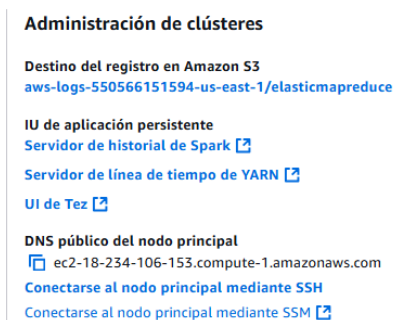 Administración de clústeres
Destino del registro en Amazon S3
aws-logs-550566151594-us-east-1/elasticmapreduce
IU de aplicación persistente
Servidor de historial de Spark
Servidor de línea de tiempo de YARN
UI de Tez
DNS público del nodo principal
ec2-18-234-106-153.compute-1.amazonaws.com
Conectarse al nodo principal mediante SSH
Conectarse al nodo principal mediante SSM